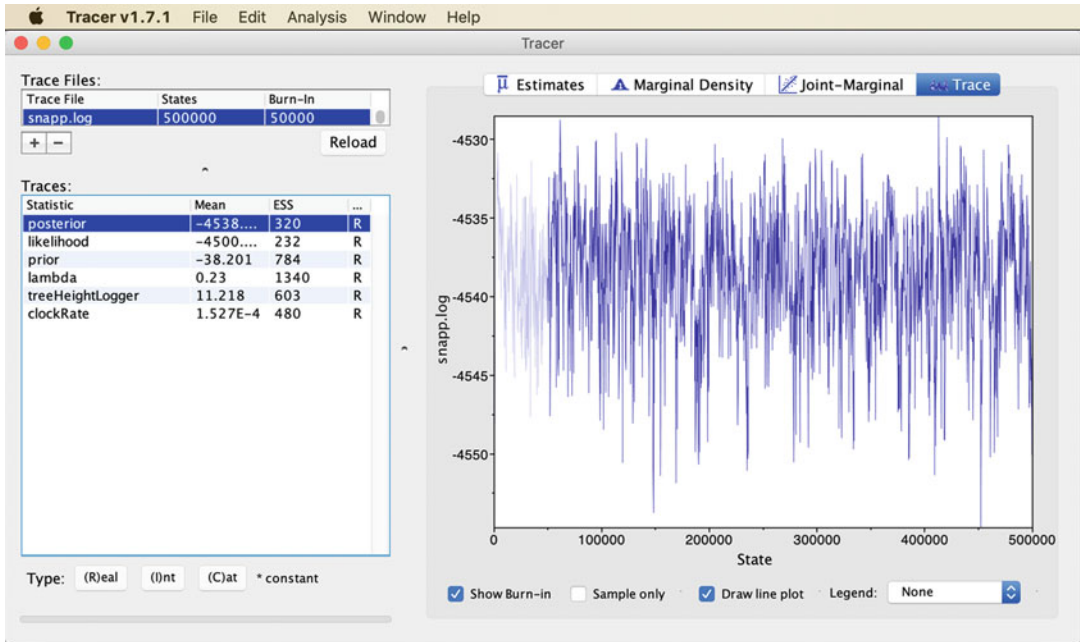 Tracer v1.7.1 File Edit Analysis Window Help
Tracer
Trace Files:
Trace File States Burn-In
snapp.log 500000 50000
+ − Reload
Traces:
Statistic Mean ESS ...
posterior -4538.... 320 R
likelihood -4500.... 232 R
prior -38.201 784 R
lambda 0.23 1340 R
treeHeightLogger 11.218 603 R
clockRate 1.527E-4 480 R
Type: (R)eal (I)nt (C)at * constant
μ Estimates Marginal Density Joint-Marginal Trace
-4530
-4535
-4540
-4545
-4550
snapp.log
0 100000 200000 300000 400000 500000
State
Show Burn-in Sample only Draw line plot Legend: None